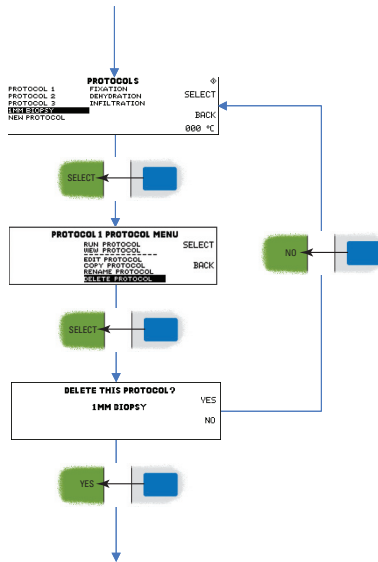 PROTOCOLS
PROTOCOL 1 FIXATION
PROTOCOL 2 DEHYDRATION SELECT
PROTOCOL 3 INFILTRATION
1MM BIOPSY
NEW PROTOCOL BACK
000 °C
SELECT
PROTOCOL 1 PROTOCOL MENU
RUN PROTOCOL SELECT
VIEW PROTOCOL
EDIT PROTOCOL
COPY PROTOCOL BACK
RENAME PROTOCOL
DELETE PROTOCOL
NO
SELECT
DELETE THIS PROTOCOL?
YES
1MM BIOPSY
NO
YES